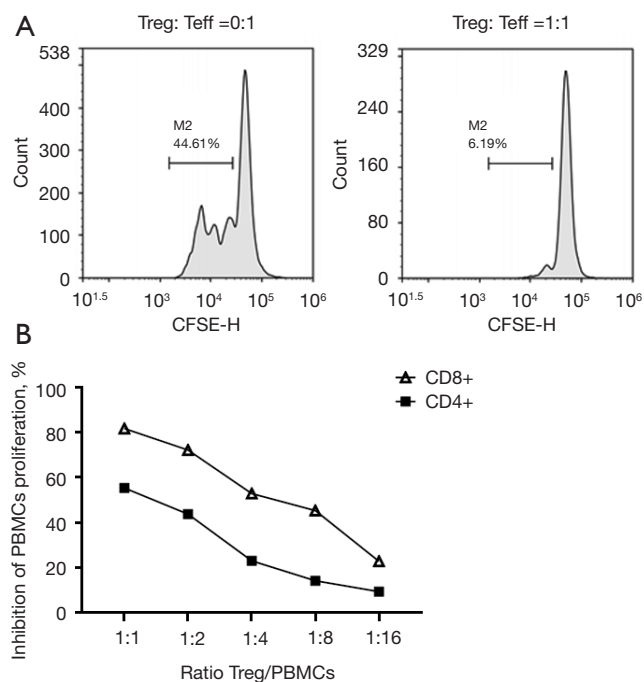 A
Treg: Teff =0:1
538
400
300
200
100
0
Count
M2
44.61%
10^1.5
10^3
10^4
10^5
10^6
CFSE-H
Treg: Teff =1:1
329
240
160
80
0
Count
M2
6.19%
10^1.5
10^3
10^4
10^5
10^6
CFSE-H
B
100
80
60
40
20
0
Inhibition of PBMCs proliferation, %
CD8+
CD4+
1:1
1:2
1:4
1:8
1:16
Ratio Treg/PBMCs